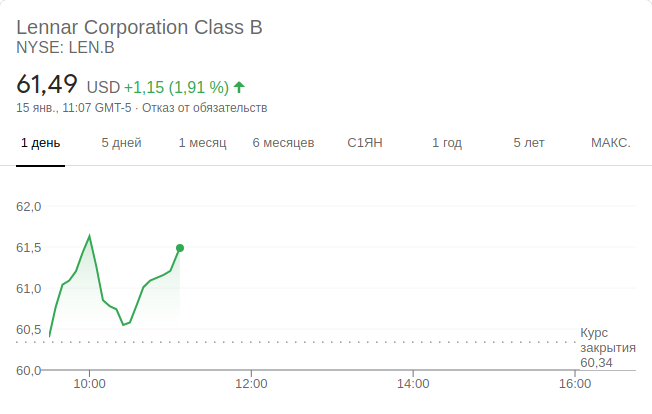 Lennar Corporation Class B
NYSE: LEN.B
61,49 USD +1,15 (1,91 %)
15 янв., 11:07 GMT-5 · Отказ от обязательств
1 день 5 дней 1 месяц 6 месяцев С1ЯН 1 год 5 лет МАКС.
62,0
61,5
61,0
60,5
60,0
Курс
закрытия
60,34
10:00 12:00 14:00 16:00